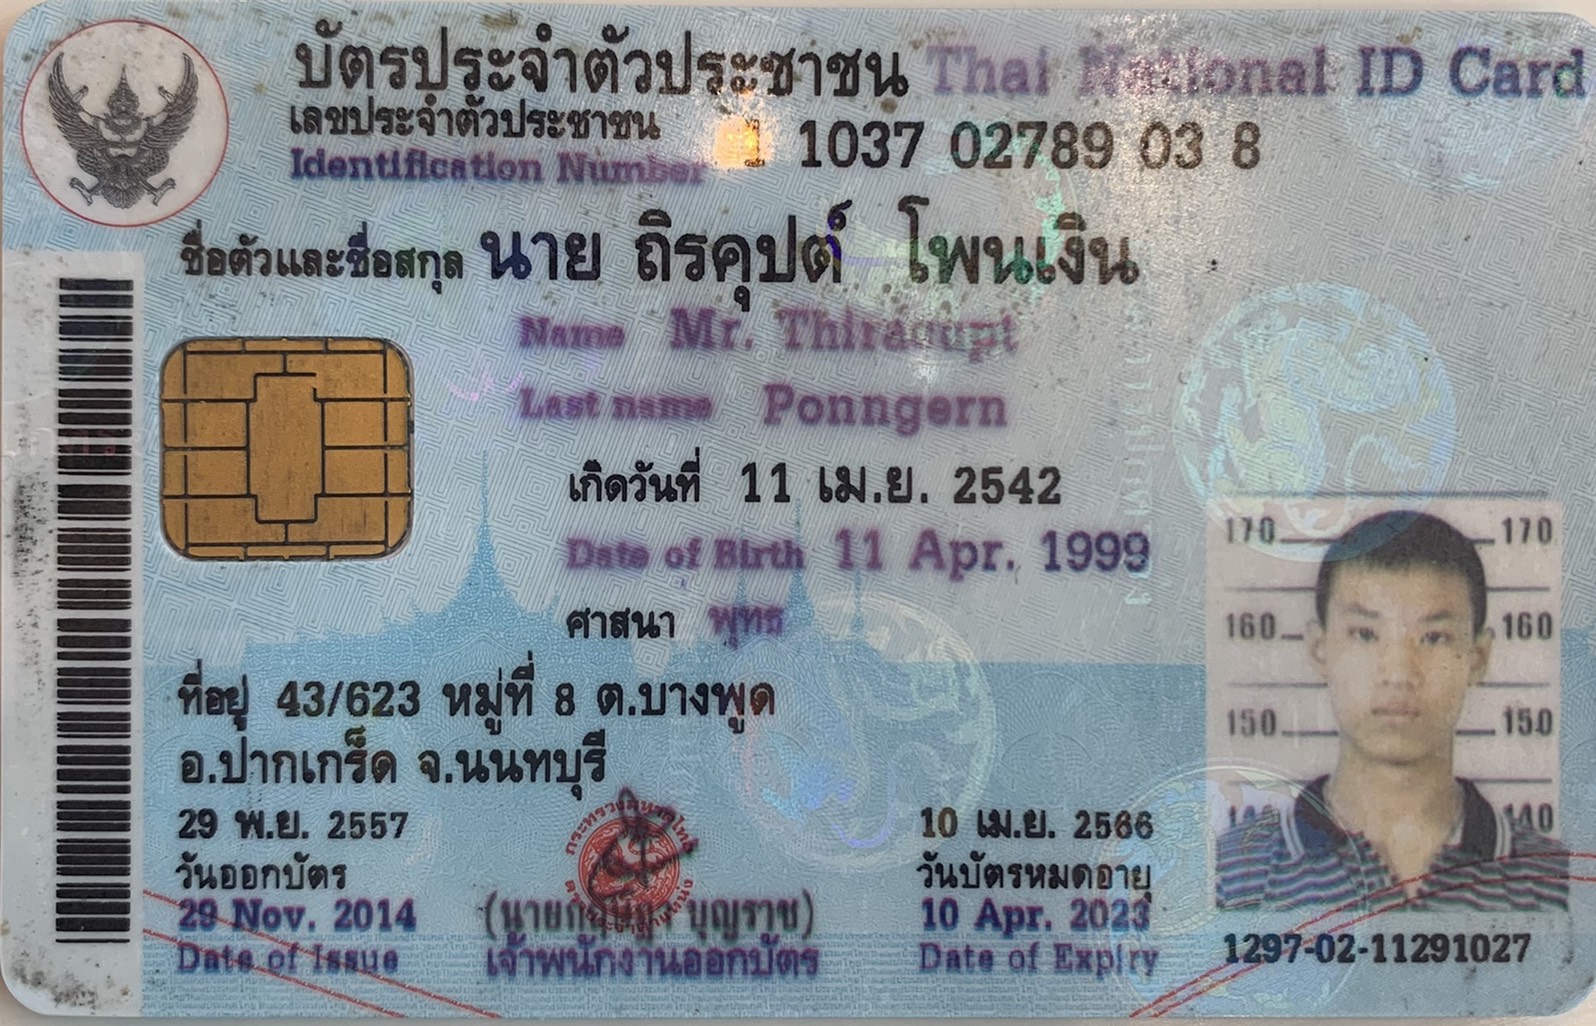 บัตรประจำตัวประชาชน Thai National ID Card
เลขประจำตัวประชาชน
Identification Number 1 1037 02789 03 8
ชื่อตัวและชื่อสกุล นาย ถิรคุปต์ โพนเงิน
Name Mr. Thiragupt
Last name Ponngern
เกิดวันที่ 11 เม.ย. 2542
Date of Birth 11 Apr. 1999
ศาสนา พุทธ
ที่อยู่ 43/623 หมู่ที่ 8 ต.บางพูด
อ.ปากเกร็ด จ.นนทบุรี
29 พ.ย. 2557
วันออกบัตร
29 Nov. 2014
Date of Issue
บุญราช)
เจ้าพนักงานออกบัตร
10 เม.ย. 2566
วันบัตรหมดอายุ
10 Apr. 2023
Date of Expiry
170 170
160 160
150 150
140 140
1297-02-11291027